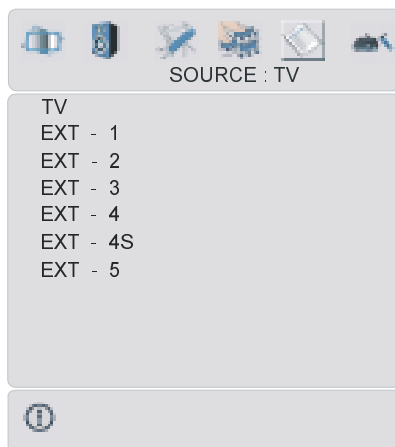 SOURCE : TV
TV
EXT - 1
EXT - 2
EXT - 3
EXT - 4
EXT - 4S
EXT - 5